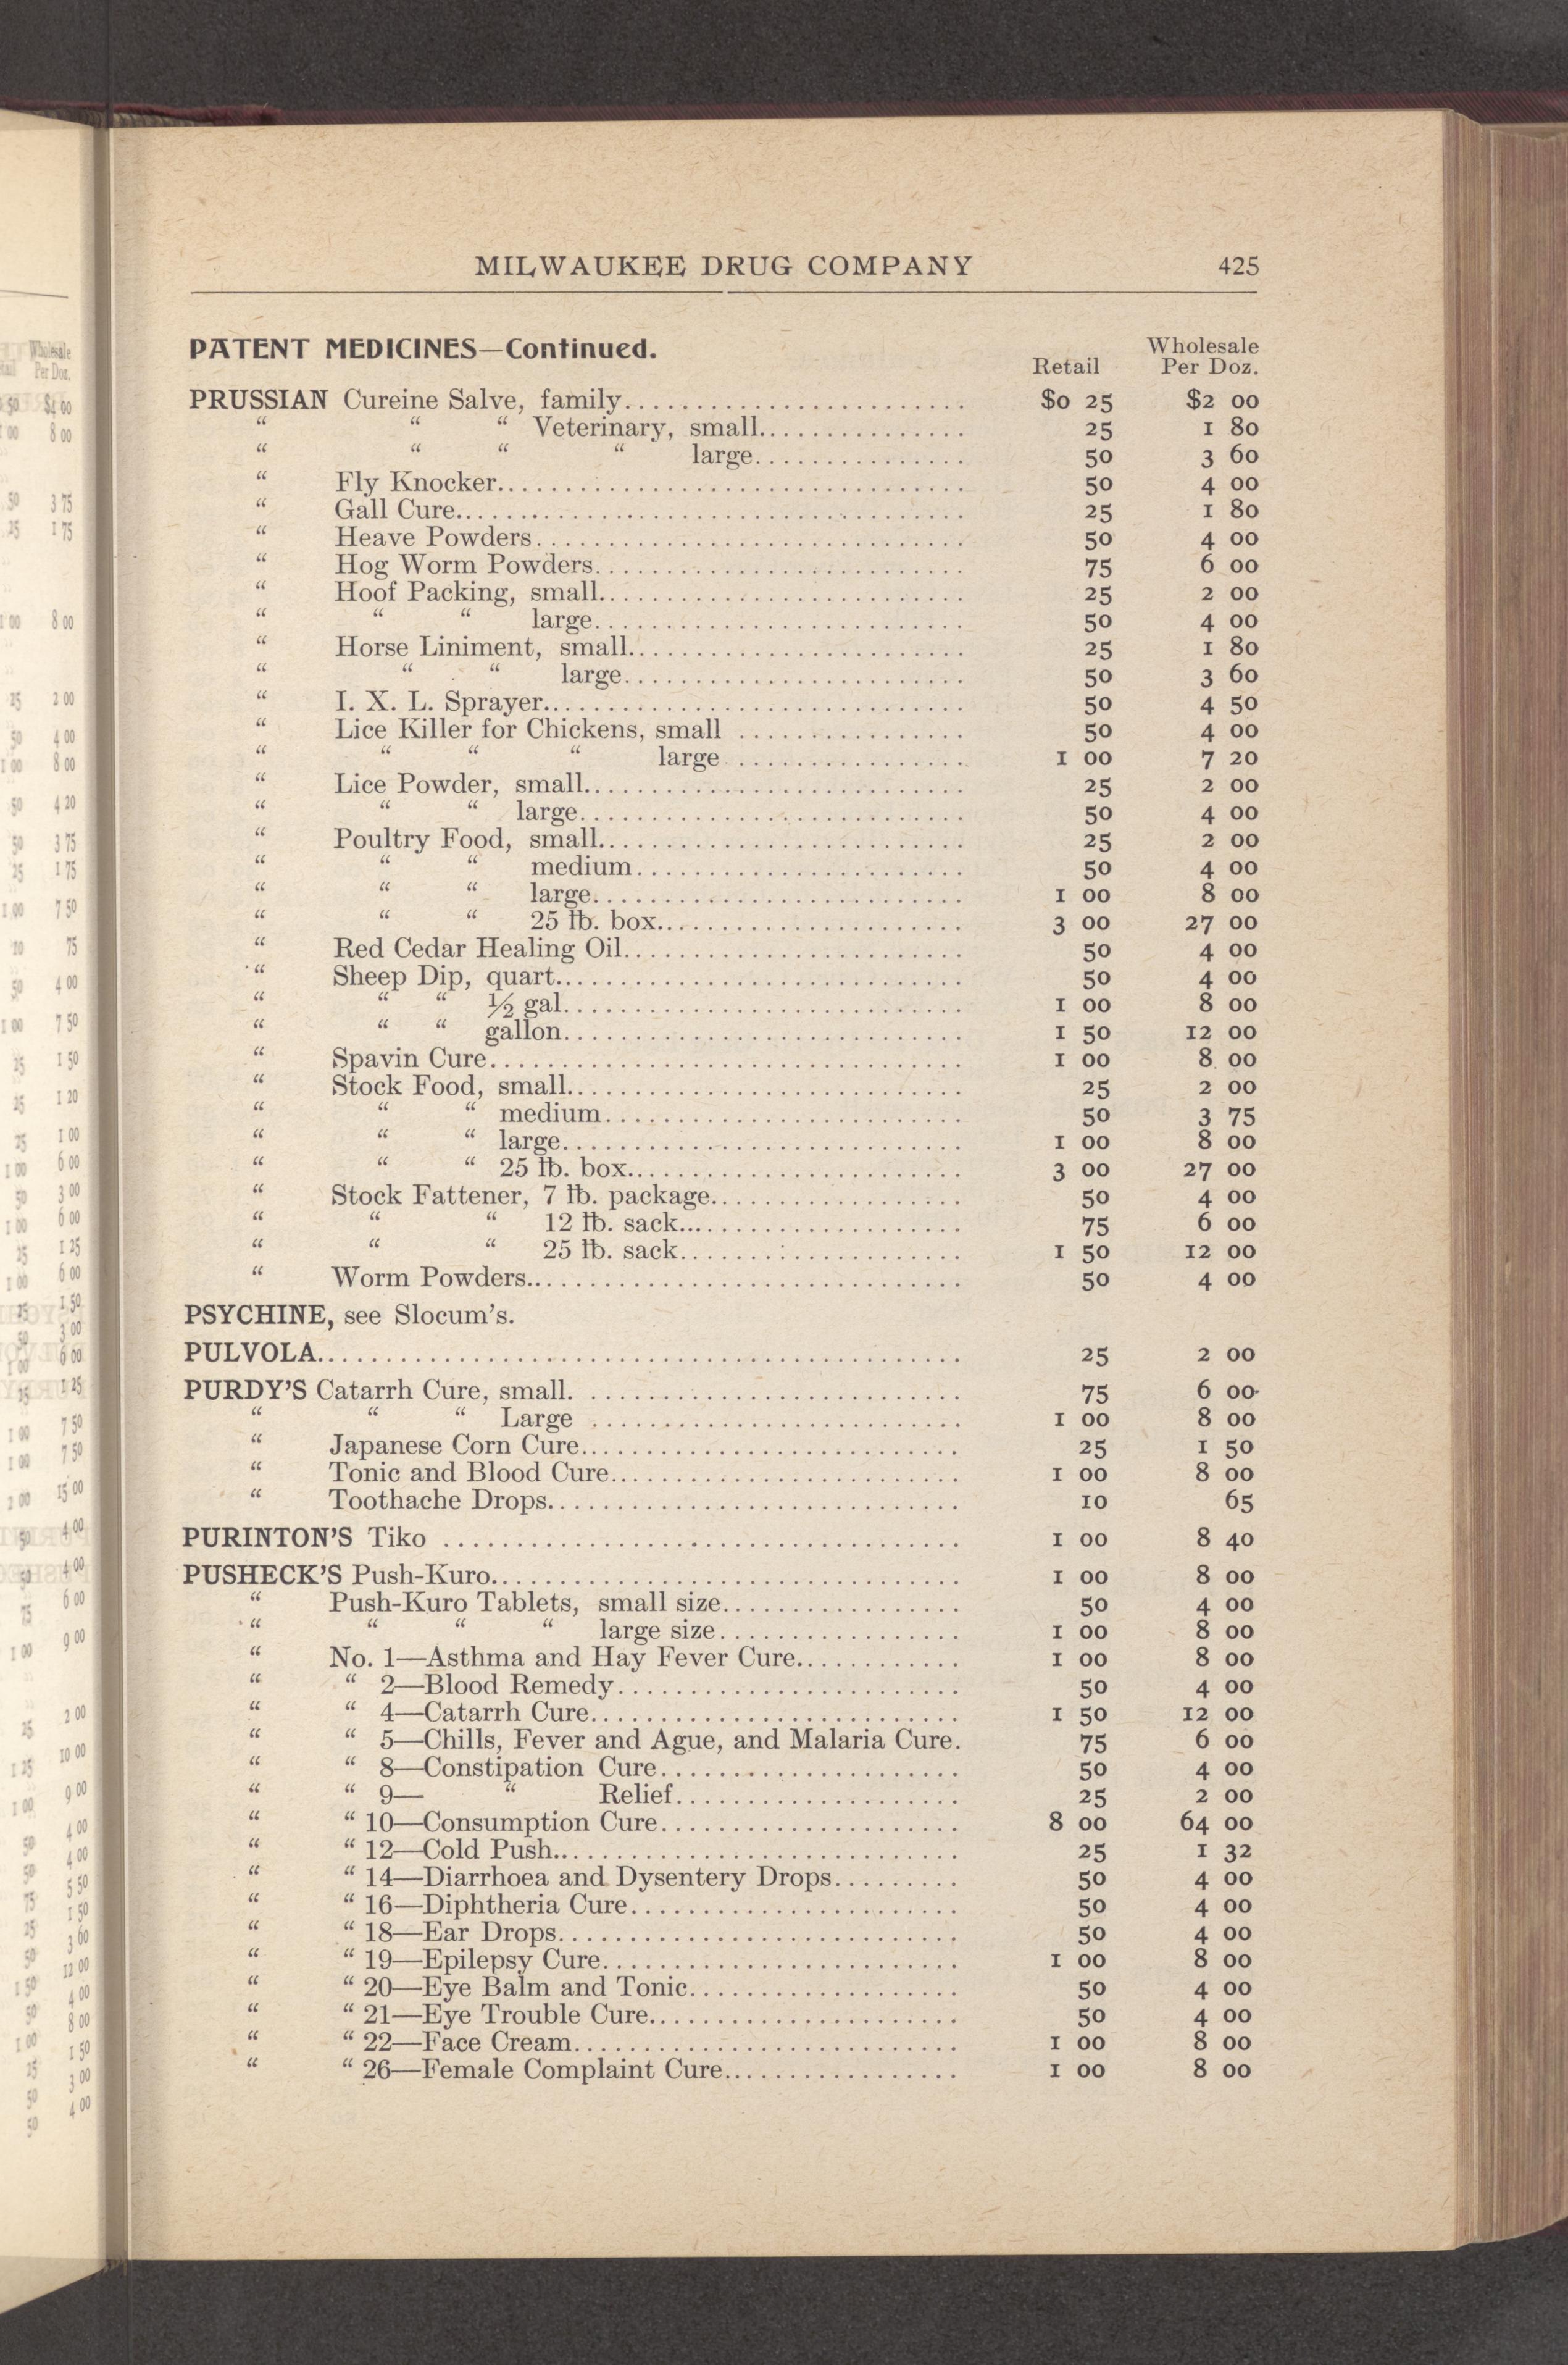 MILWAUKEE DRUG COMPANY 425
PATENT MEDICINES—Continued.
Retail Wholesale Per Doz.
PRUSSIAN Cureine Salve, family........ $0 25 $2 00
“ “ “ Veterinary, small........ 25 1 80
“ “ “ “ large........ 50 3 60
“ Fly Knocker........ 50 4 00
“ Gall Cure........ 25 1 80
“ Heave Powders........ 50 4 00
“ Hog Worm Powders........ 75 6 00
“ Hoof Packing, small........ 25 2 00
“ “ “ large........ 50 4 00
“ Horse Liniment, small........ 25 1 80
“ “ “ large........ 50 3 60
“ I. X. L. Sprayer........ 50 4 50
“ Lice Killer for Chickens, small ........ 50 4 00
“ “ “ “ large ........ 1 00 7 20
“ Lice Powder, small........ 25 2 00
“ “ “ large........ 50 4 00
“ Poultry Food, small........ 25 2 00
“ “ “ medium........ 50 4 00
“ “ “ large........ 1 00 8 00
“ “ “ 25 lb. box........ 3 00 27 00
“ Red Cedar Healing Oil........ 50 4 00
“ Sheep Dip, quart........ 50 4 00
“ “ “ ½ gal........ 1 00 8 00
“ “ “ gallon........ 1 50 12 00
“ Spavin Cure........ 1 00 8 00
“ Stock Food, small........ 25 2 00
“ “ “ medium........ 50 3 75
“ “ “ large........ 1 00 8 00
“ “ “ 25 lb. box........ 3 00 27 00
“ Stock Fattener, 7 lb. package........ 50 4 00
“ “ “ 12 lb. sack........ 75 6 00
“ “ “ 25 lb. sack........ 1 50 12 00
“ Worm Powders........ 50 4 00
PSYCHINE, see Slocum's.
PULVOLA........ 25 2 00
PURDY'S Catarrh Cure, small. ........ 75 6 00
“ “ “ Large ........ 1 00 8 00
“ Japanese Corn Cure........ 25 1 50
“ Tonic and Blood Cure........ 1 00 8 00
“ Toothache Drops........ 10 65
PURINTON'S Tiko ........ 1 00 8 40
PUSHECK'S Push-Kuro........ 1 00 8 00
“ Push-Kuro Tablets, small size........ 50 4 00
“ “ “ “ large size........ 1 00 8 00
“ No. 1—Asthma and Hay Fever Cure........ 1 00 8 00
“ “ 2—Blood Remedy........ 50 4 00
“ “ 4—Catarrh Cure........ 1 50 12 00
“ “ 5—Chills, Fever and Ague, and Malaria Cure. 75 6 00
“ “ 8—Constipation Cure........ 50 4 00
“ “ 9— “ Relief........ 25 2 00
“ “ 10—Consumption Cure........ 8 00 64 00
“ “ 12—Cold Push........ 25 1 32
“ “ 14—Diarrhoea and Dysentery Drops........ 50 4 00
“ “ 16—Diphtheria Cure........ 50 4 00
“ “ 18—Ear Drops........ 50 4 00
“ “ 19—Epilepsy Cure........ 1 00 8 00
“ “ 20—Eye Balm and Tonic........ 50 4 00
“ “ 21—Eye Trouble Cure........ 50 4 00
“ “ 22—Face Cream........ 1 00 8 00
“ “ 26—Female Complaint Cure........ 1 00 8 00